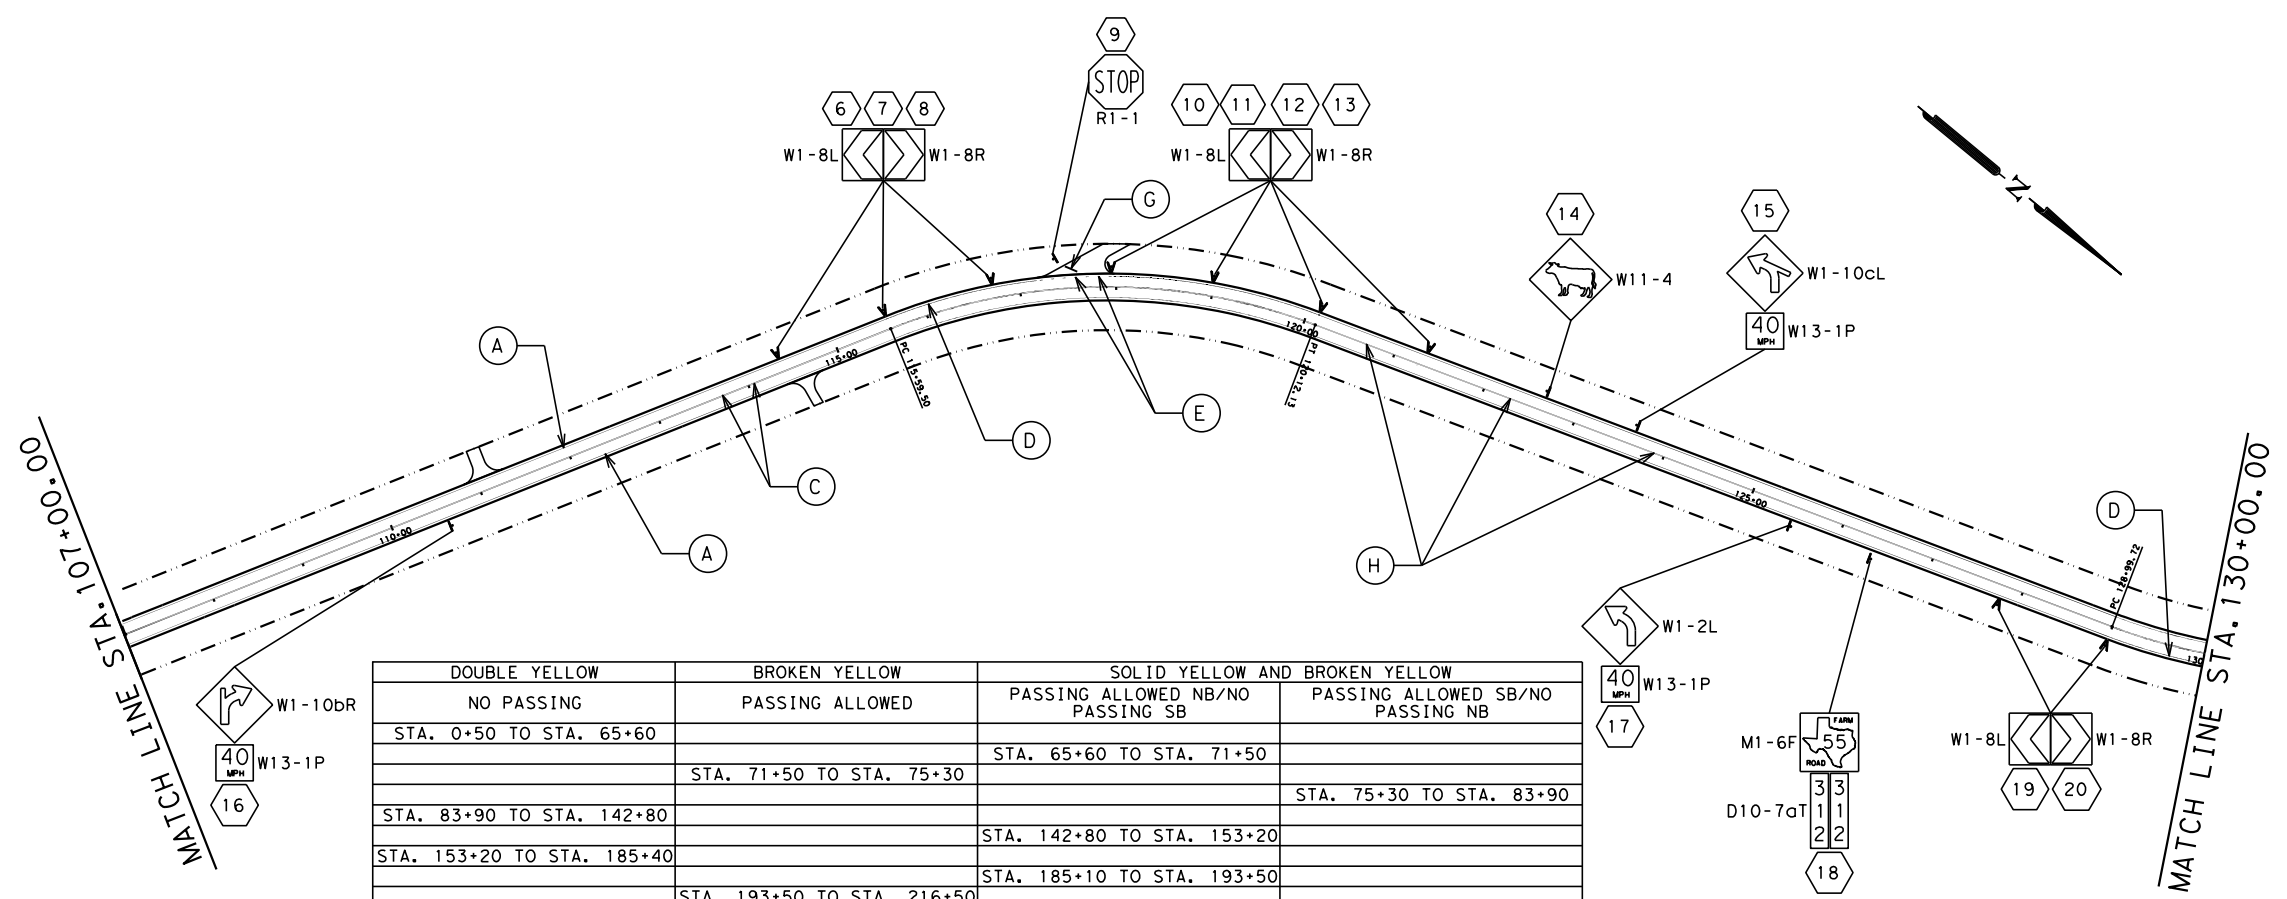 9
STOP
R1-1
6 7 8
W1-8L W1-8R
10 11 12 13
W1-8L W1-8R
G
14
W11-4
15
W1-10cL
40
MPH
W13-1P
N
A
115+00
PC 115+59.50
120+00
PT 120+12.13
E
D
C
A
110+00
125+00
H
D
PC 128+99.72
130
MATCH LINE STA.107+00.00
MATCH LINE STA.130+00.00
W1-10bR
40
MPH
W13-1P
16
W1-2L
40
MPH
W13-1P
17
M1-6F
FARM
55
ROAD
D10-7aT
3 3
1 1
2 2
18
W1-8L W1-8R
19 20
DOUBLE YELLOW BROKEN YELLOW SOLID YELLOW AND BROKEN YELLOW
NO PASSING PASSING ALLOWED PASSING ALLOWED NB/NO PASSING SB PASSING ALLOWED SB/NO PASSING NB
STA. 0+50 TO STA. 65+60
STA. 65+60 TO STA. 71+50
STA. 71+50 TO STA. 75+30
STA. 75+30 TO STA. 83+90
STA. 83+90 TO STA. 142+80
STA. 142+80 TO STA. 153+20
STA. 153+20 TO STA. 185+40
STA. 185+10 TO STA. 193+50
STA. 193+50 TO STA. 216+50